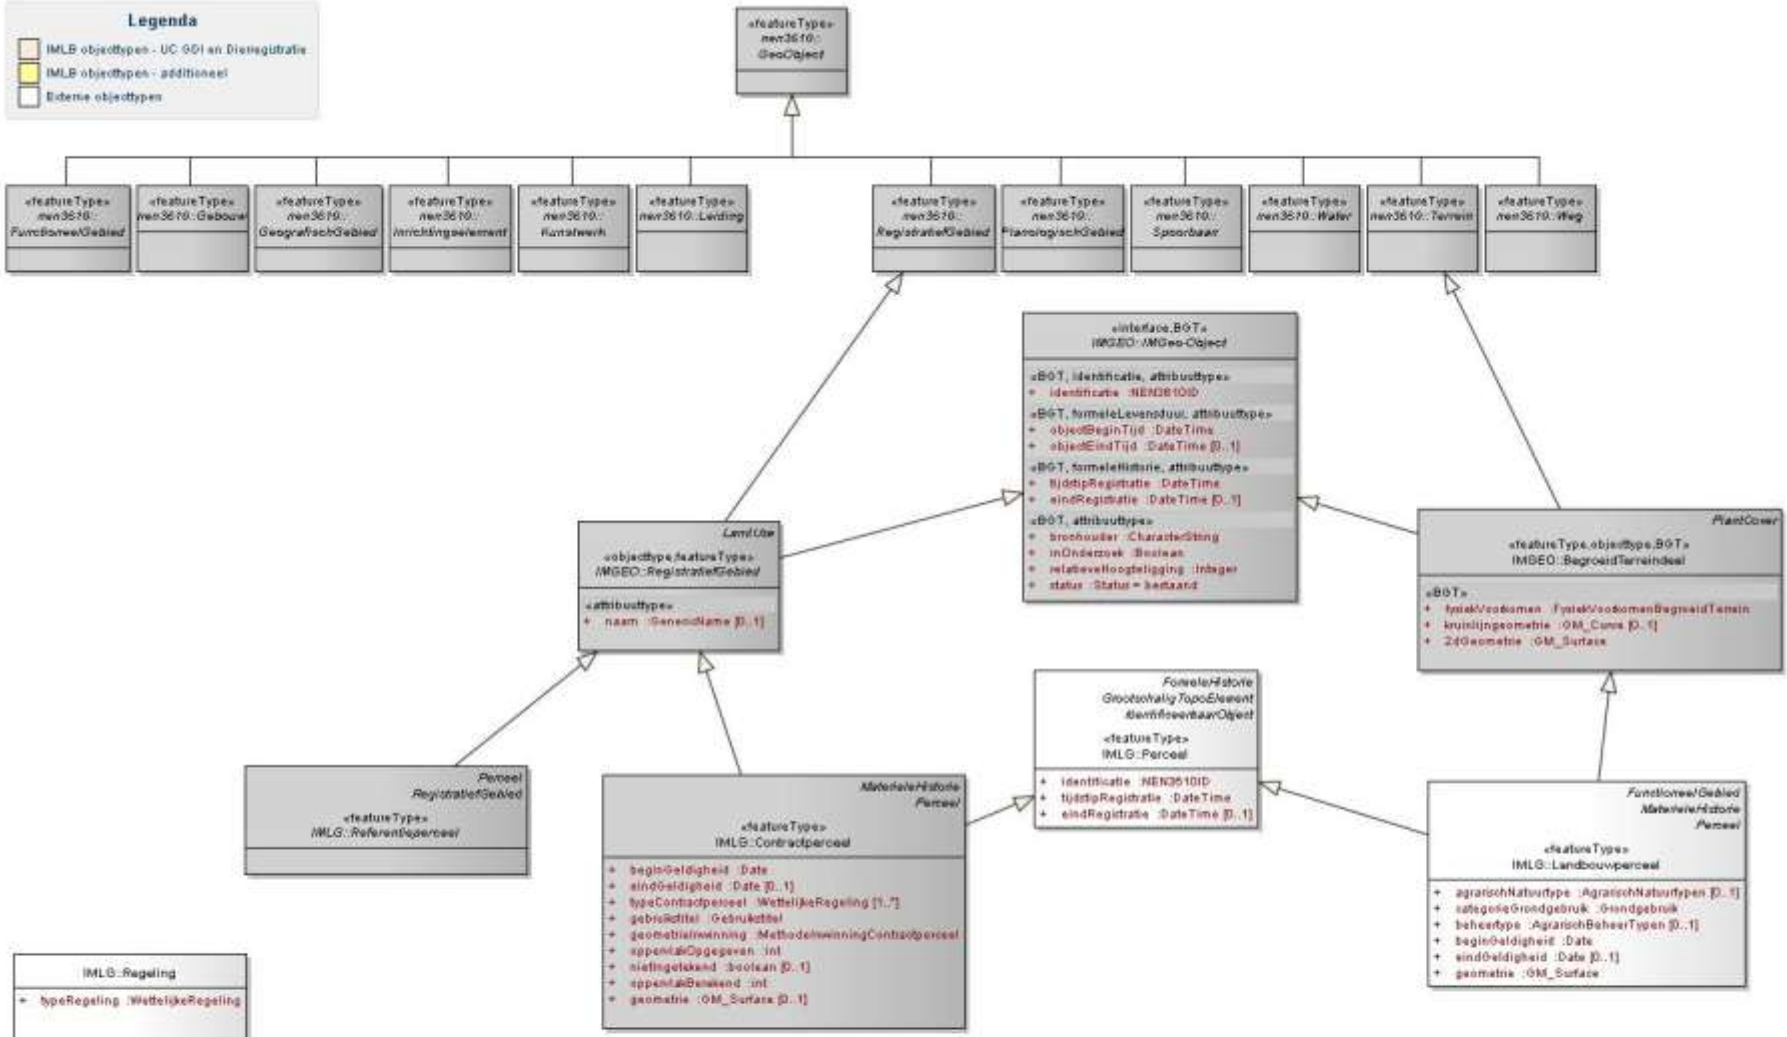 Legenda
IMLB objecttypen - UC GDI en Dierregistratie
IMLB objecttypen - additioneel
Externe objecttypen
«featureType»
nen3610::
GeoObject
«featureType»
nen3610::
FunctioneelGebied
«featureType»
nen3610::Gebouw
«featureType»
nen3610::
GeografischGebied
«featureType»
nen3610::
Inrichtingselement
«featureType»
nen3610::
Kunstwerk
«featureType»
nen3610::Leiding
«featureType»
nen3610::
RegistratiefGebied
«featureType»
nen3610::
PlanologischGebied
«featureType»
nen3610::
Spoorbaan
«featureType»
nen3610::Water
«featureType»
nen3610::Terrein
«featureType»
nen3610::Weg
«interface,BGT»
IMGEO::IMGeo-Object
«BGT, identificatie, attribuuttype»
+ identificatie :NEN3610ID
«BGT, formeleLevensduur, attribuuttype»
+ objectBeginTijd :DateTime
+ objectEindTijd :DateTime [0..1]
«BGT, formeleHistorie, attribuuttype»
+ tijdstipRegistratie :DateTime
+ eindRegistratie :DateTime [0..1]
«BGT, attribuuttype»
+ bronhouder :CharacterString
+ inOnderzoek :Boolean
+ relatieveHoogteligging :Integer
+ status :Status = bestaand
LandUse
«objecttype,featureType»
IMGEO::RegistratiefGebied
«attribuuttype»
+ naam :GenericName [0..1]
PlantCover
«featureType,objecttype,BGT»
IMGEO::BegroeidTerreindeel
«BGT»
+ fysiekVoorkomen :FysiekVoorkomenBegroeidTerrein
+ kruinlijngeometrie :GM_Curve [0..1]
+ 2dGeometrie :GM_Surface
FormeleHistorie
GrootschaligTopoElement
IdentificeerbaarObject
«featureType»
IMLG::Perceel
+ identificatie :NEN3610ID
+ tijdstipRegistratie :DateTime
+ eindRegistratie :DateTime [0..1]
Perceel
RegistratiefGebied
«featureType»
IMLG::Referentieperceel
MaterieleHistorie
Perceel
«featureType»
IMLG::Contractperceel
+ beginGeldigheid :Date
+ eindGeldigheid :Date [0..1]
+ typeContractperceel :WettelijkeRegeling [1..*]
+ gebruikstitel :Gebruikstitel
+ geometrieInwinning :MethodeInwinningContractperceel
+ oppervlakOpgegeven :int
+ nietIngetekend :boolean [0..1]
+ oppervlakBerekend :int
+ geometrie :GM_Surface [0..1]
FunctioneelGebied
MaterieleHistorie
Perceel
«featureType»
IMLG::Landbouwperceel
+ agrarischNatuurtype :AgrarischNatuurtypen [0..1]
+ categorieGrondgebruik :Grondgebruik
+ beheertype :AgrarischBeheerTypen [0..1]
+ beginGeldigheid :Date
+ eindGeldigheid :Date [0..1]
+ geometrie :GM_Surface
IMLG::Regeling
+ typeRegeling :WettelijkeRegeling